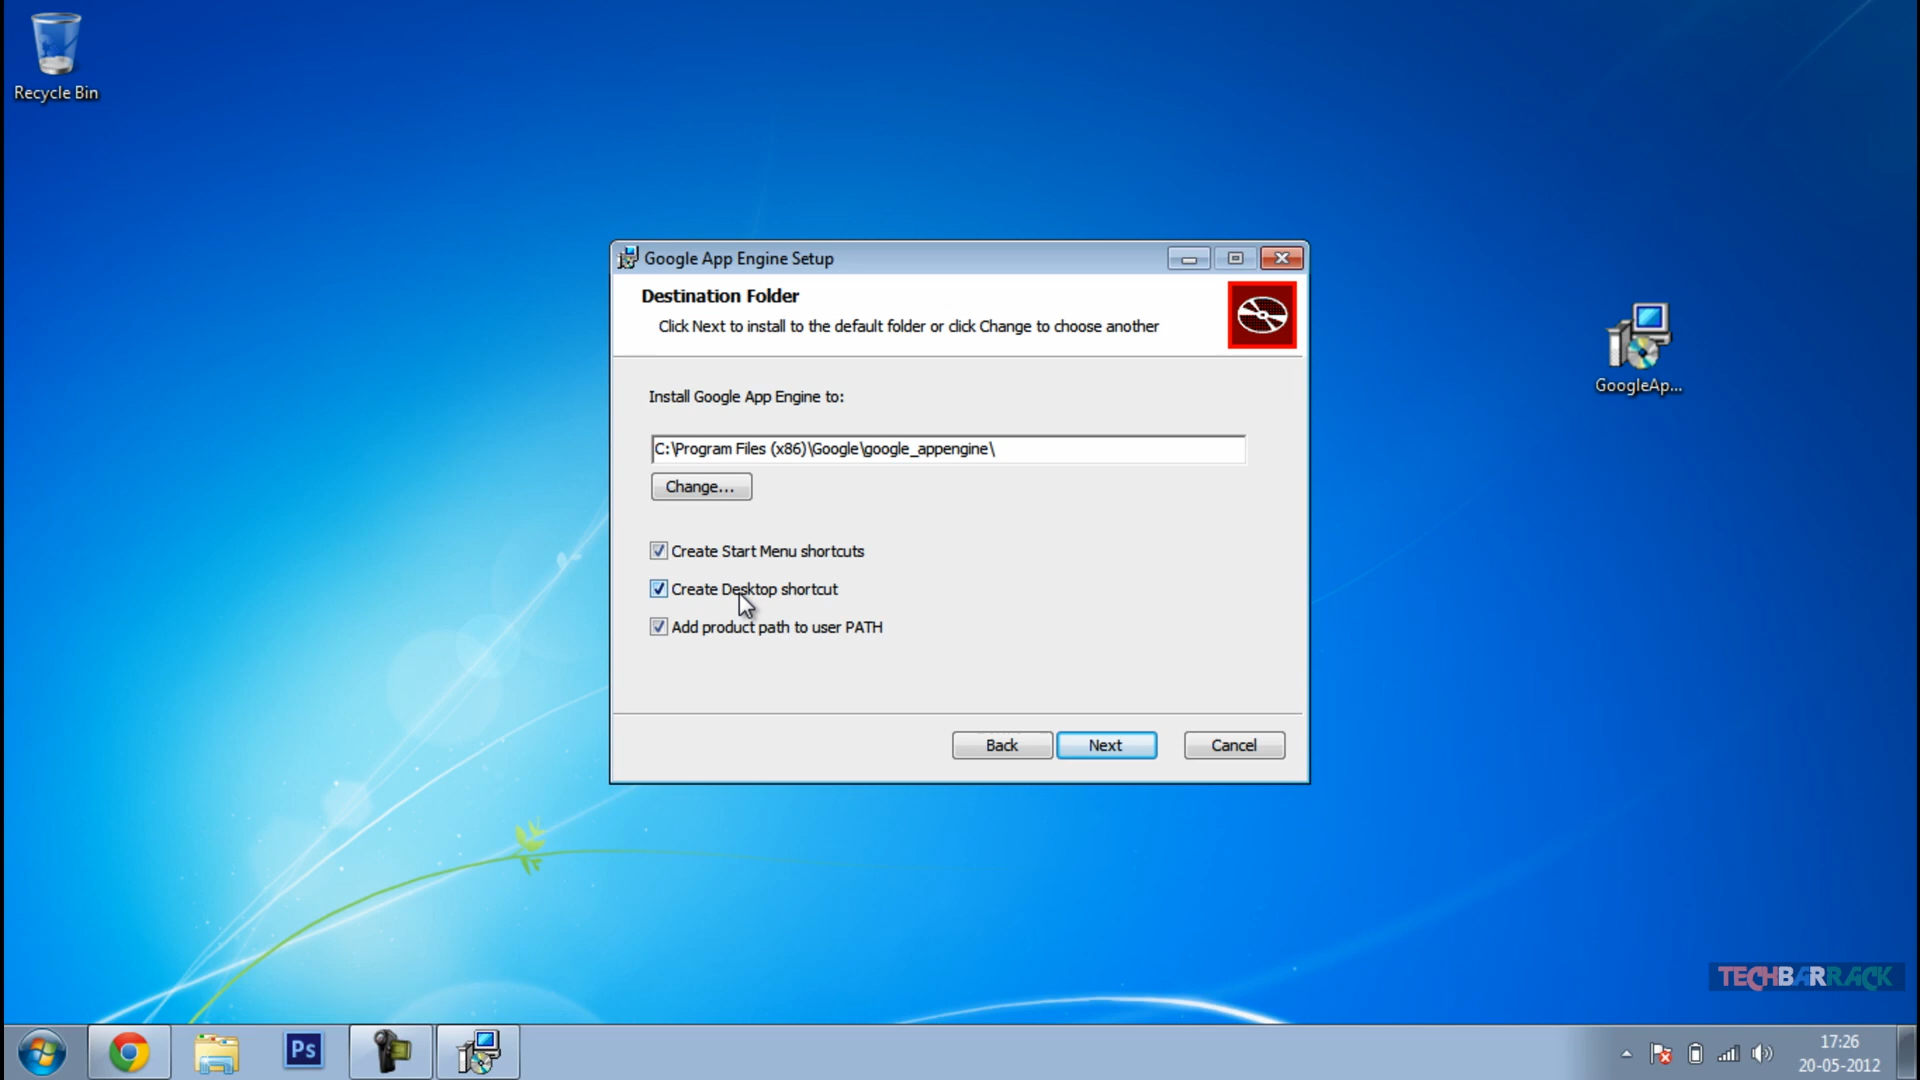 Recycle Bin
Google App Engine Setup
Destination Folder
Click Next to install to the default folder or click Change to choose another
Install Google App Engine to:
C:\Program Files (x86)\Google\google_appengine\
Change...
Create Start Menu shortcuts
Create Desktop shortcut
Add product path to user PATH
Back
Next
Cancel
GoogleAp...
TECHBARRACK
Ps
17:26
20-05-2012